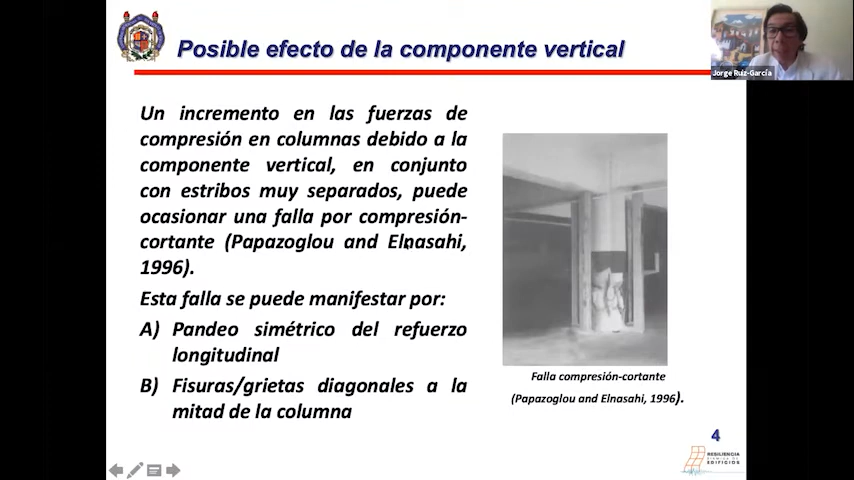 Posible efecto de la componente vertical
Jorge Ruiz-García
Un incremento en las fuerzas de
compresión en columnas debido a la
componente vertical, en conjunto
con estribos muy separados, puede
ocasionar una falla por compresión-
cortante (Papazoglou and Elnasahi,
1996).
Esta falla se puede manifestar por:
A) Pandeo simétrico del refuerzo
longitudinal
B) Fisuras/grietas diagonales a la
mitad de la columna
Falla compresión-cortante
(Papazoglou and Elnasahi, 1996).
4
RESILIENCIA
EDIFICIOS